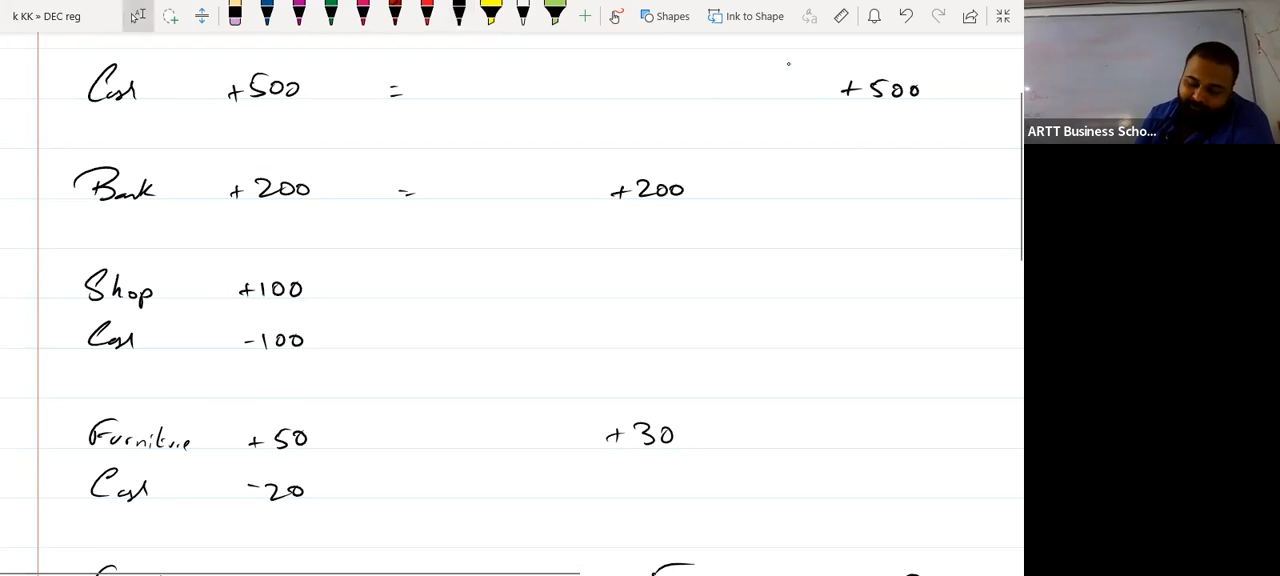 k KK » DEC reg Shapes Ink to Shape
Cash +500 = +500
Bank +200 = +200
Shop +100
Cash -100
Furniture +50 +30
Cash -20
ARTT Business Scho...